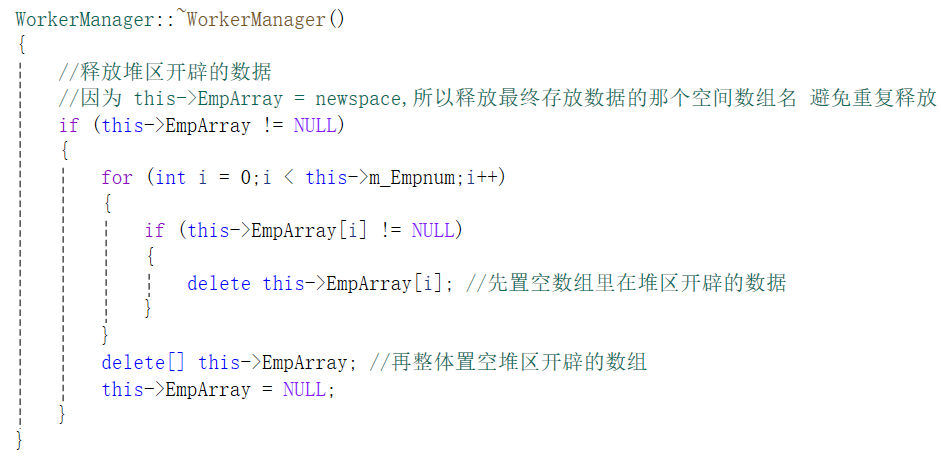 WorkerManager::~WorkerManager()
{
//释放堆区开辟的数据
//因为 this->EmpArray = newspace,所以释放最终存放数据的那个空间数组名 避免重复释放
if (this->EmpArray != NULL)
{
for (int i = 0;i < this->m_Empnum;i++)
{
if (this->EmpArray[i] != NULL)
{
delete this->EmpArray[i]; //先置空数组里在堆区开辟的数据
}
}
delete[] this->EmpArray; //再整体置空堆区开辟的数组
this->EmpArray = NULL;
}
}